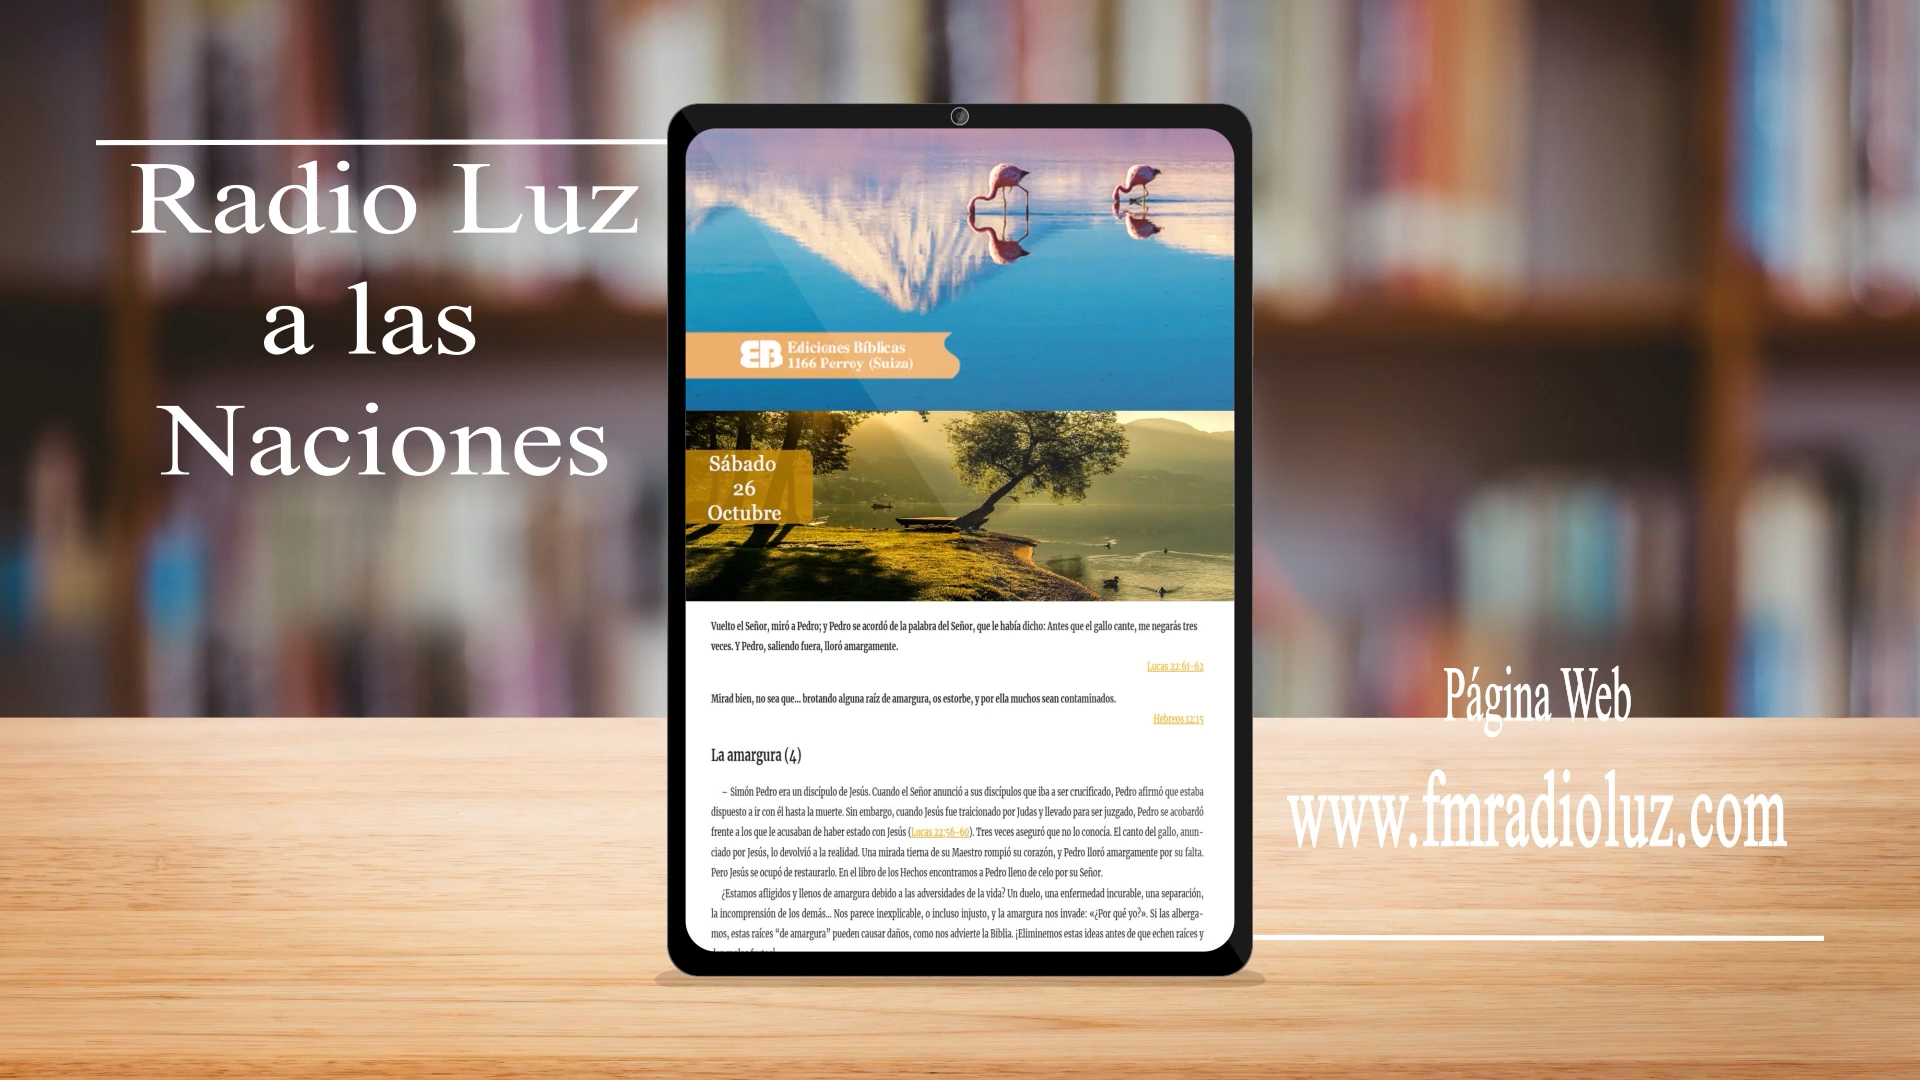 Radio Luz
a las
Naciones
EB Ediciones Bíblicas
1166 Perroy (Suiza)
Sábado
26
Octubre
Vuelto el Señor, miró a Pedro; y Pedro se acordó de la palabra del Señor, que le había dicho: Antes que el gallo cante, me negarás tres
veces. Y Pedro, saliendo fuera, lloró amargamente.
Lucas 22:61-62
Mirad bien, no sea que... brotando alguna raíz de amargura, os estorbe, y por ella muchos sean contaminados.
Hebreos 12:15
La amargura (4)
– Simón Pedro era un discípulo de Jesús. Cuando el Señor anunció a sus discípulos que iba a ser crucificado, Pedro afirmó que estaba
dispuesto a ir con él hasta la muerte. Sin embargo, cuando Jesús fue traicionado por Judas y llevado para ser juzgado, Pedro se acobardó
frente a los que le acusaban de haber estado con Jesús (Lucas 22:56-60). Tres veces aseguró que no lo conocía. El canto del gallo, anun-
ciado por Jesús, lo devolvió a la realidad. Una mirada tierna de su Maestro rompió su corazón, y Pedro lloró amargamente por su falta.
Pero Jesús se ocupó de restaurarlo. En el libro de los Hechos encontramos a Pedro lleno de celo por su Señor.
¿Estamos afligidos y llenos de amargura debido a las adversidades de la vida? Un duelo, una enfermedad incurable, una separación,
la incomprensión de los demás... Nos parece inexplicable, o incluso injusto, y la amargura nos invade: «¿Por qué yo?». Si las alberga-
mos, estas raíces “de amargura” pueden causar daños, como nos advierte la Biblia. ¡Eliminemos estas ideas antes de que echen raíces y
Página Web
www.fmradioluz.com